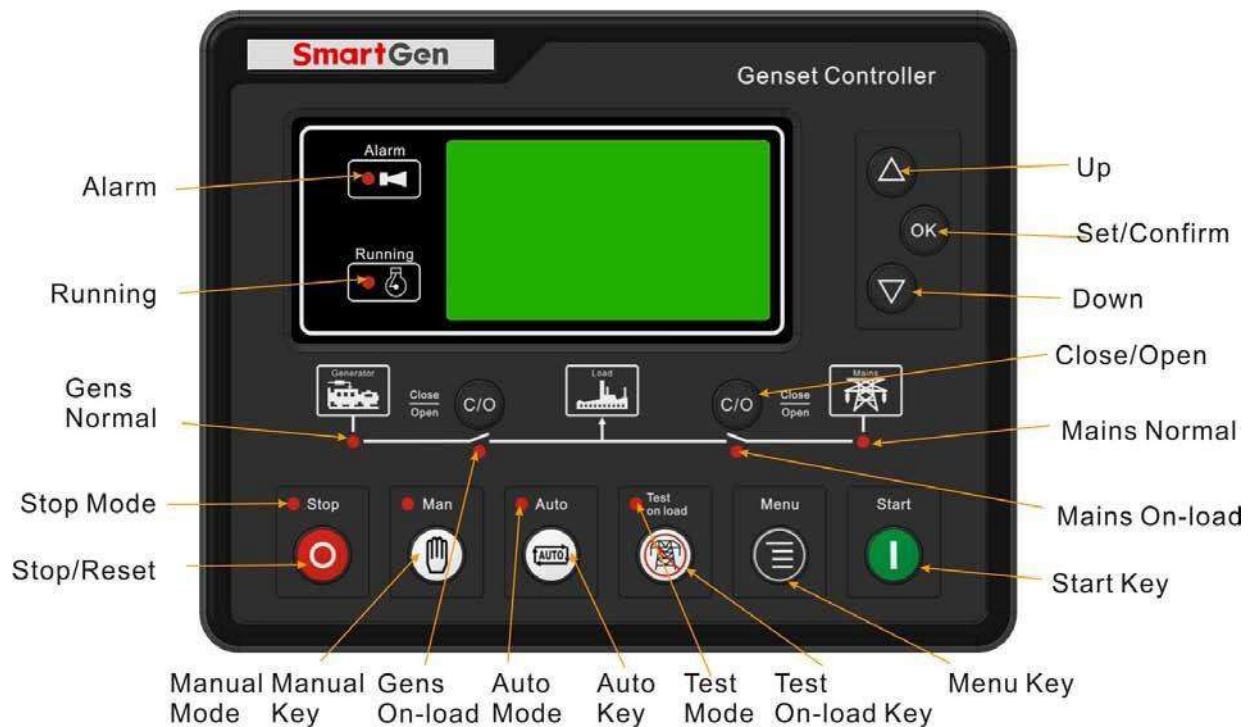 SmartGen
Genset Controller
Alarm
Alarm
Up
OK
Set/Confirm
Running
Running
Down
Close/Open
Gens
Normal
Generator
Close
Open
C/O
Load
C/O
Close
Open
Mains
Mains Normal
Stop Mode
Stop
Man
Auto
Test
on load
Menu
Start
Mains On-load
Stop/Reset
AUTO
Start Key
Manual
Mode
Manual
Key
Gens
On-load
Auto
Mode
Auto
Key
Test
Mode
Test
On-load Key
Menu Key